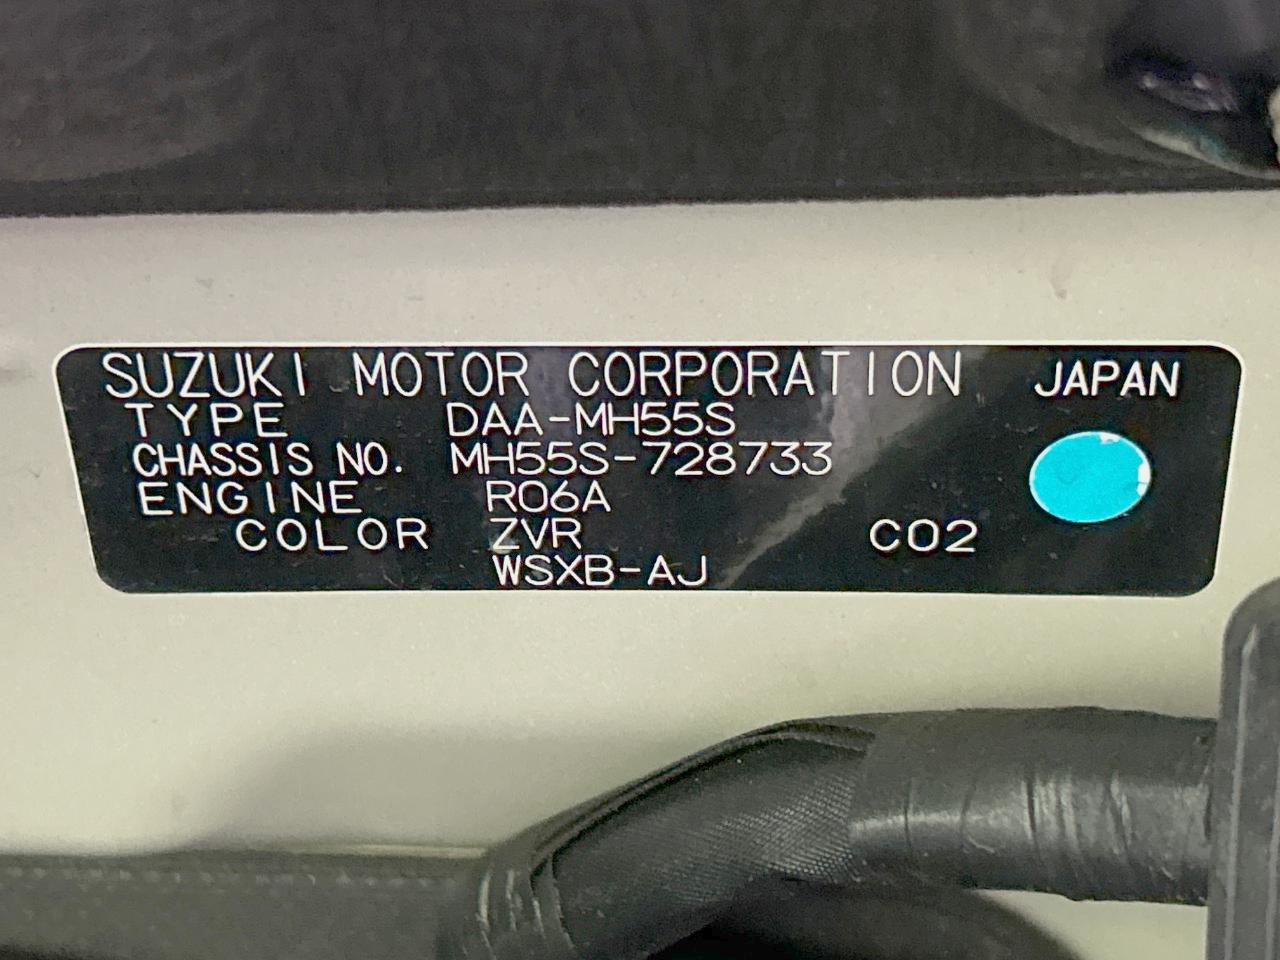 SUZUKI MOTOR CORPORATION JAPAN
TYPE DAA-MH55S
CHASSIS NO. MH55S-728733
ENGINE R06A
COLOR ZVR C02
WSXB-AJ